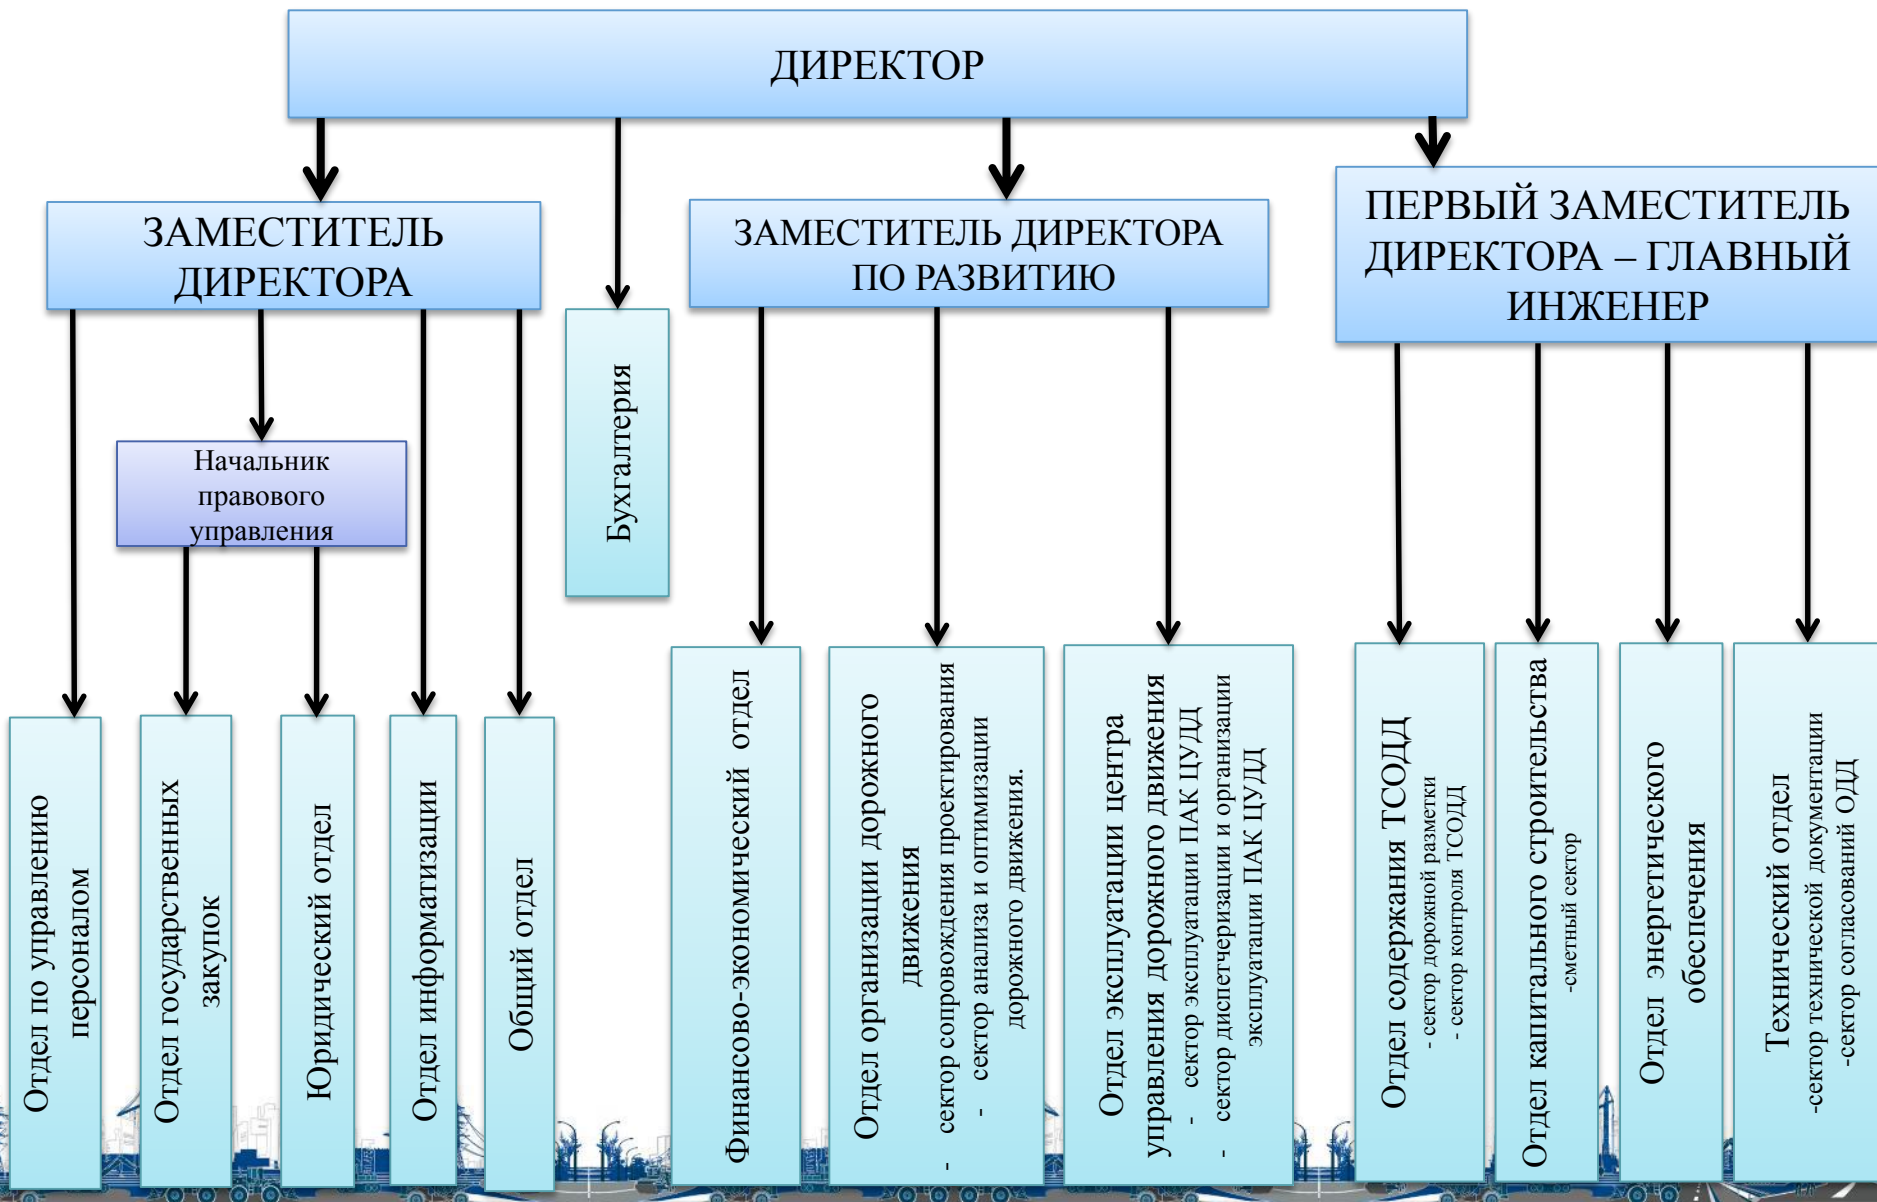 ДИРЕКТОР
ЗАМЕСТИТЕЛЬ
ДИРЕКТОРА
ЗАМЕСТИТЕЛЬ ДИРЕКТОРА
ПО РАЗВИТИЮ
ПЕРВЫЙ ЗАМЕСТИТЕЛЬ
ДИРЕКТОРА – ГЛАВНЫЙ
ИНЖЕНЕР
Начальник
правового
управления
Бухгалтерия
Отдел по управлению
персоналом
Отдел государственных
закупок
Юридический отдел
Отдел информатизации
Общий отдел
Финансово-экономический отдел
Отдел организации дорожного
движения
- сектор сопровождения проектирования
- сектор анализа и оптимизации
дорожного движения.
Отдел эксплуатации центра
управления дорожного движения
- сектор эксплуатации ПАК ЦУДД
- сектор диспетчеризации и организации
эксплуатации ПАК ЦУДД
Отдел содержания ТСОДД
- сектор дорожной разметки
- сектор контроля ТСОДД
Отдел капитального строительства
-сметный сектор
Отдел энергетического
обеспечения
Технический отдел
-сектор технической документации
-сектор согласований ОДД